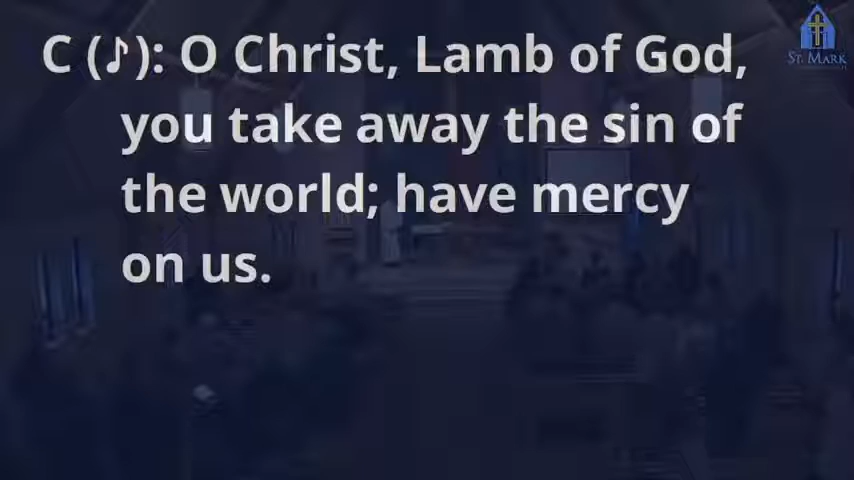 C (♪): O Christ, Lamb of God,
you take away the sin of
the world; have mercy
on us.
St. Mark